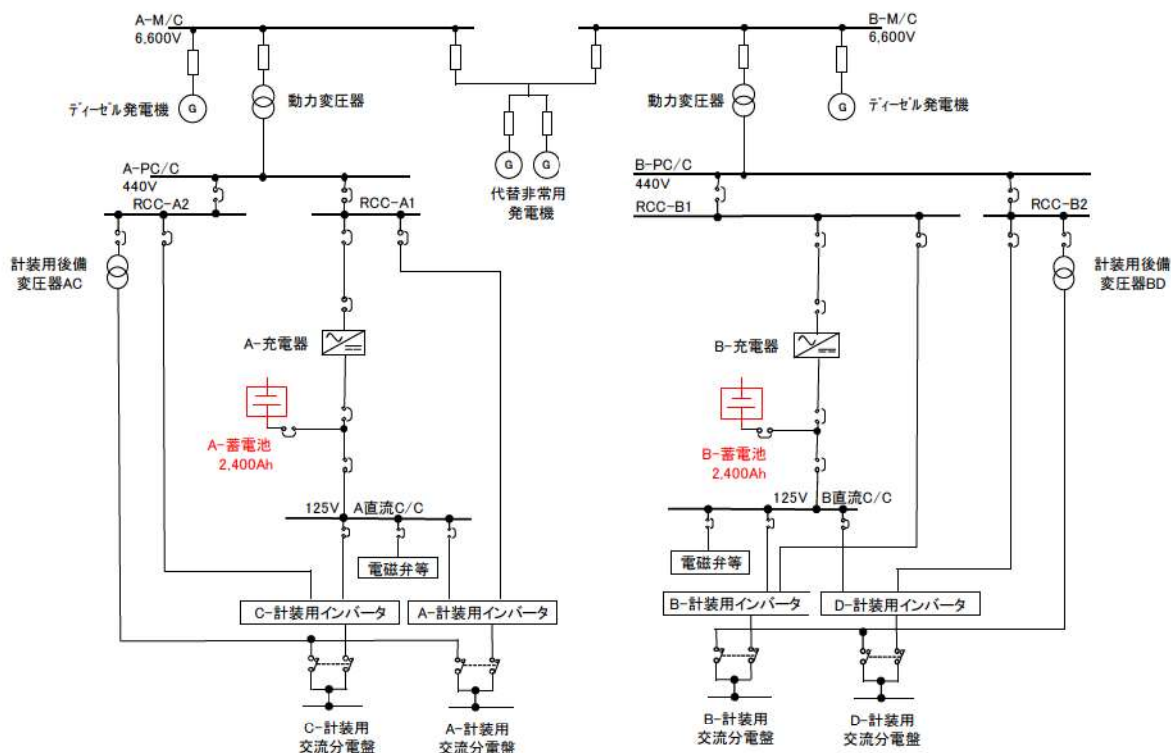 A-M/C
6,600V
B-M/C
6,600V
ディーゼル発電機
G
動力変圧器
G
G
代替非常用
発電機
動力変圧器
G
ディーゼル発電機
A-PC/C
440V
B-PC/C
440V
RCC-A2
RCC-A1
RCC-B1
RCC-B2
計装用後備
変圧器AC
計装用後備
変圧器BD
A-充電器
B-充電器
A-蓄電池
2,400Ah
B-蓄電池
2,400Ah
125V A直流C/C
125V B直流C/C
電磁弁等
電磁弁等
C-計装用インバータ
A-計装用インバータ
B-計装用インバータ
D-計装用インバータ
C-計装用
交流分電盤
A-計装用
交流分電盤
B-計装用
交流分電盤
D-計装用
交流分電盤